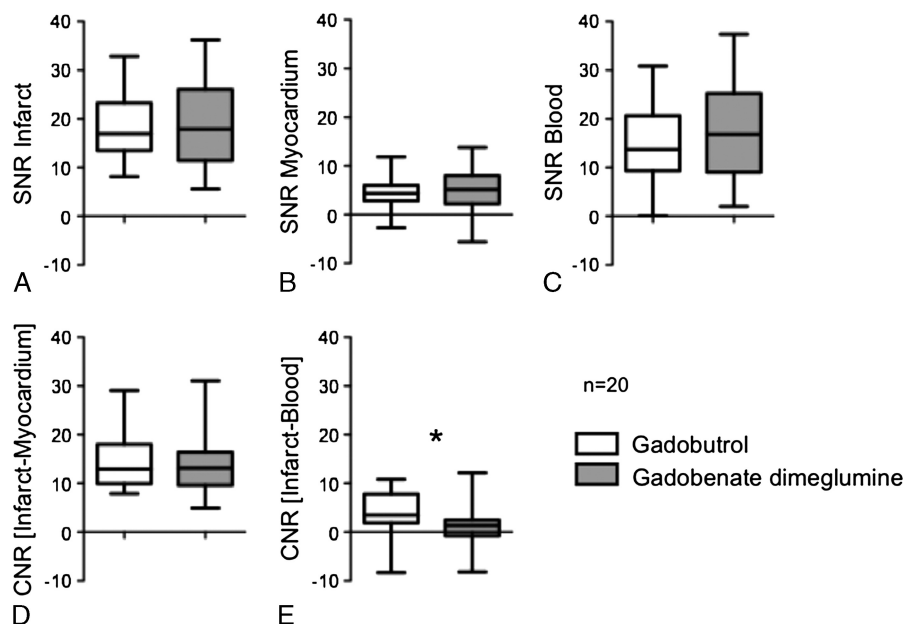 40
30
20
10
0
-10
SNR Infarct
A
40
30
20
10
0
-10
SNR Myocardium
B
40
30
20
10
0
-10
SNR Blood
C
40
30
20
10
0
-10
CNR [Infarct-Myocardium]
D
40
30
20
10
0
-10
CNR [Infarct-Blood]
*
E
n=20
Gadobutrol
Gadobenate dimeglumine